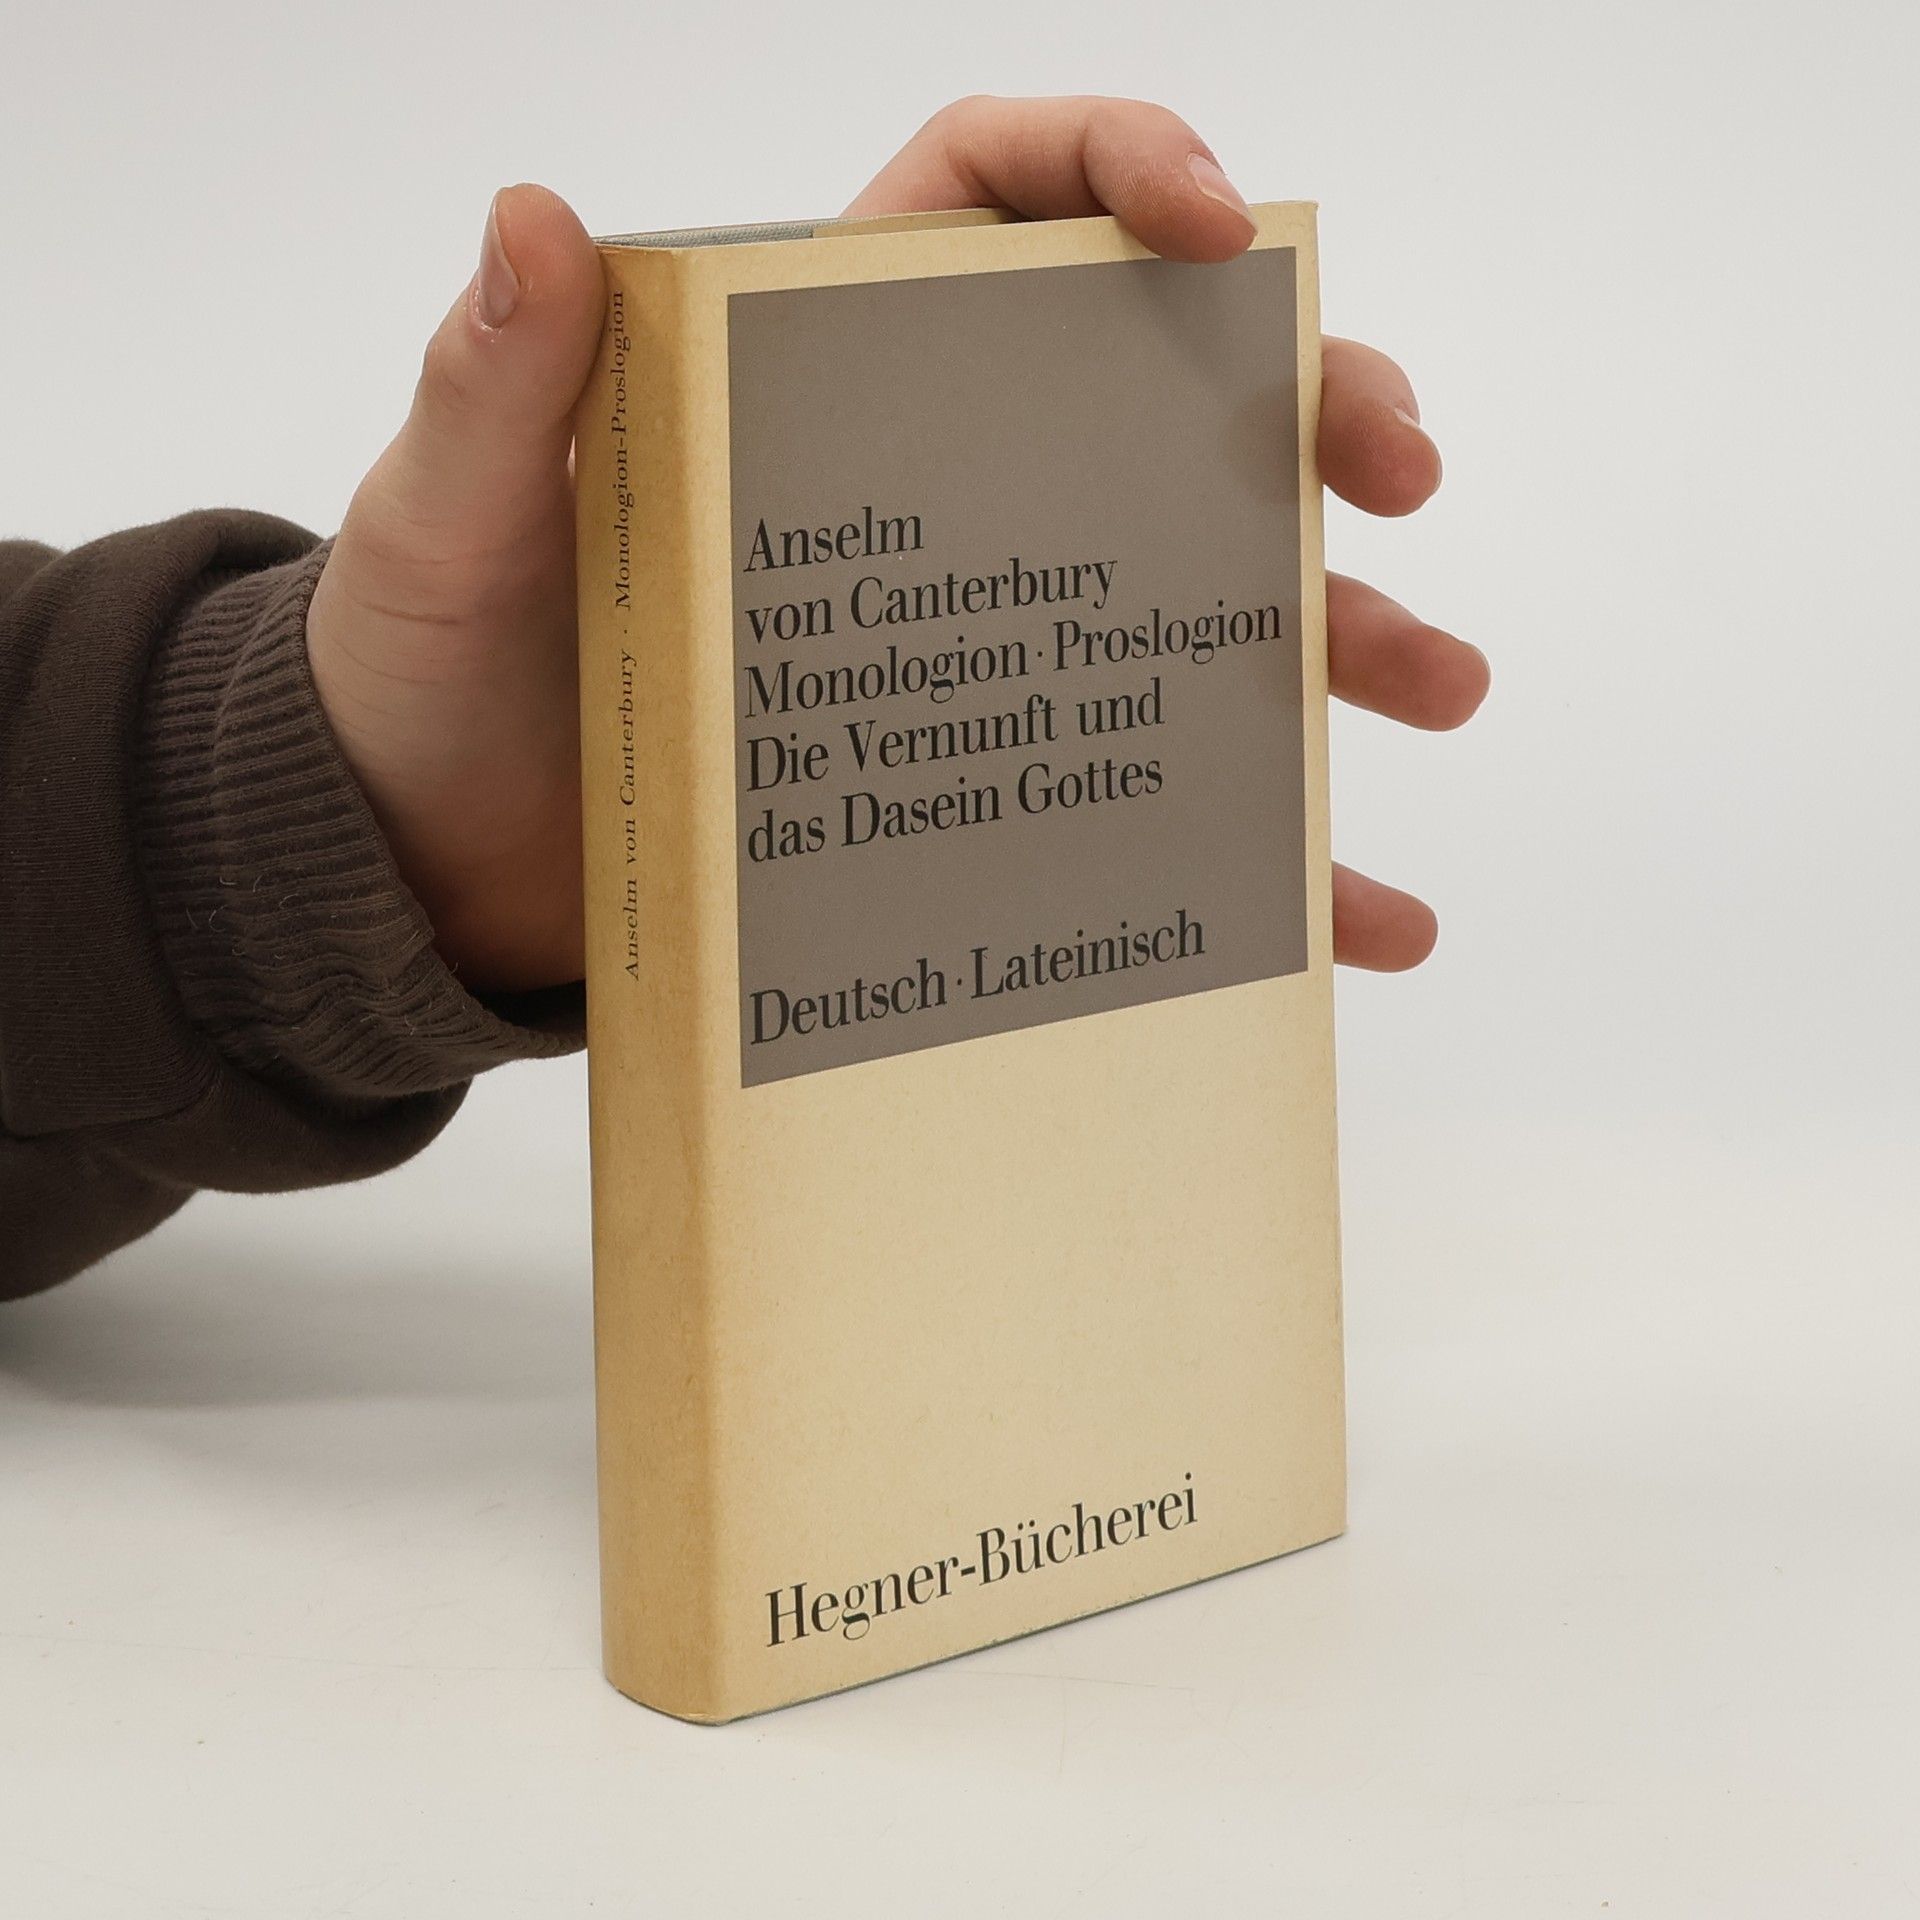 Anselm von Canterbury · Monologion-Proslogion
Anselm
von Canterbury
Monologion · Proslogion
Die Vernunft und
das Dasein Gottes
Deutsch · Lateinisch
Hegner-Bücherei